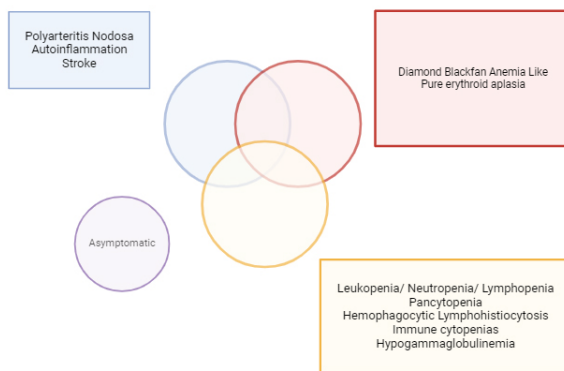 Polyarteritis Nodosa
Autoinflammation
Stroke
Diamond Blackfan Anemia Like
Pure erythroid aplasia
Asymptomatic
Leukopenia/ Neutropenia/ Lymphopenia
Pancytopenia
Hemophagocytic Lymphohistiocytosis
Immune cytopenias
Hypogammaglobulinemia